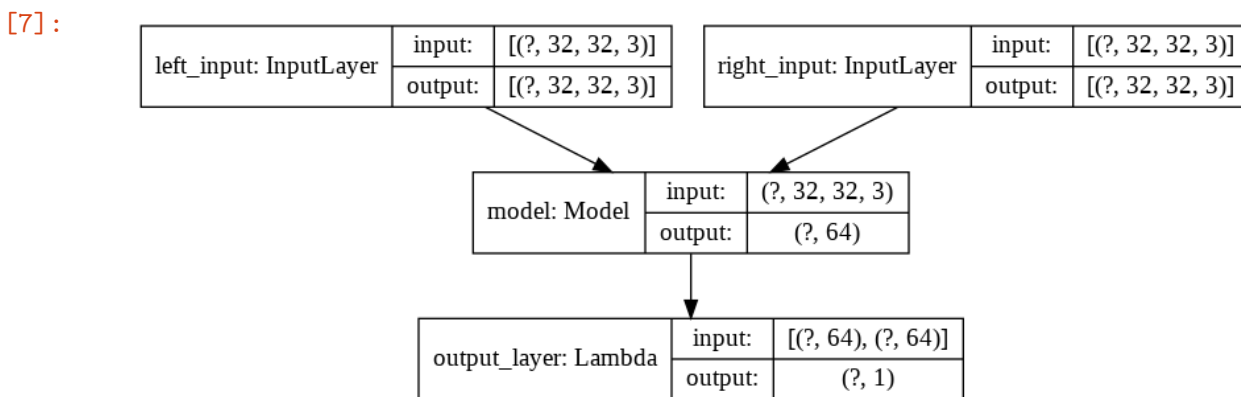 [7]:
left_input: InputLayer
input: [(?, 32, 32, 3)]
output: [(?, 32, 32, 3)]
right_input: InputLayer
input: [(?, 32, 32, 3)]
output: [(?, 32, 32, 3)]
model: Model
input: (?, 32, 32, 3)
output: (?, 64)
output_layer: Lambda
input: [(?, 64), (?, 64)]
output: (?, 1)